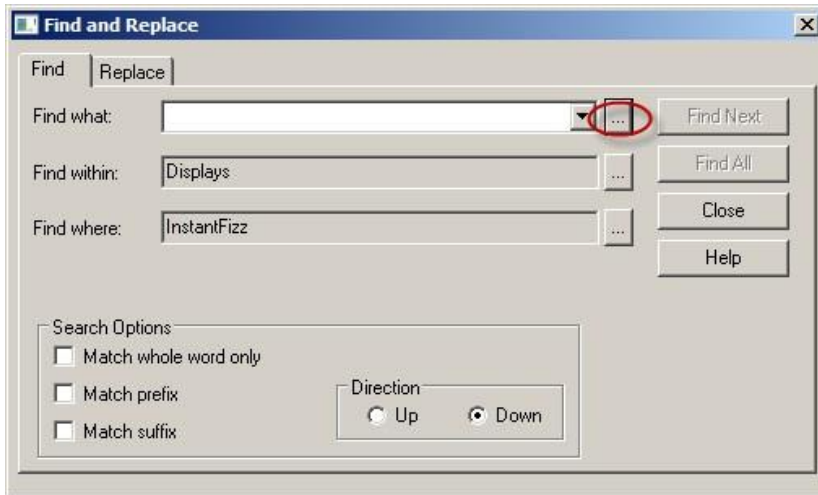 Find and Replace
Find Replace
Find what: ... Find Next
Find within: Displays ... Find All
Close
Find where: InstantFizz ...
Help
Search Options
Match whole word only
Match prefix
Match suffix
Direction
Up Down